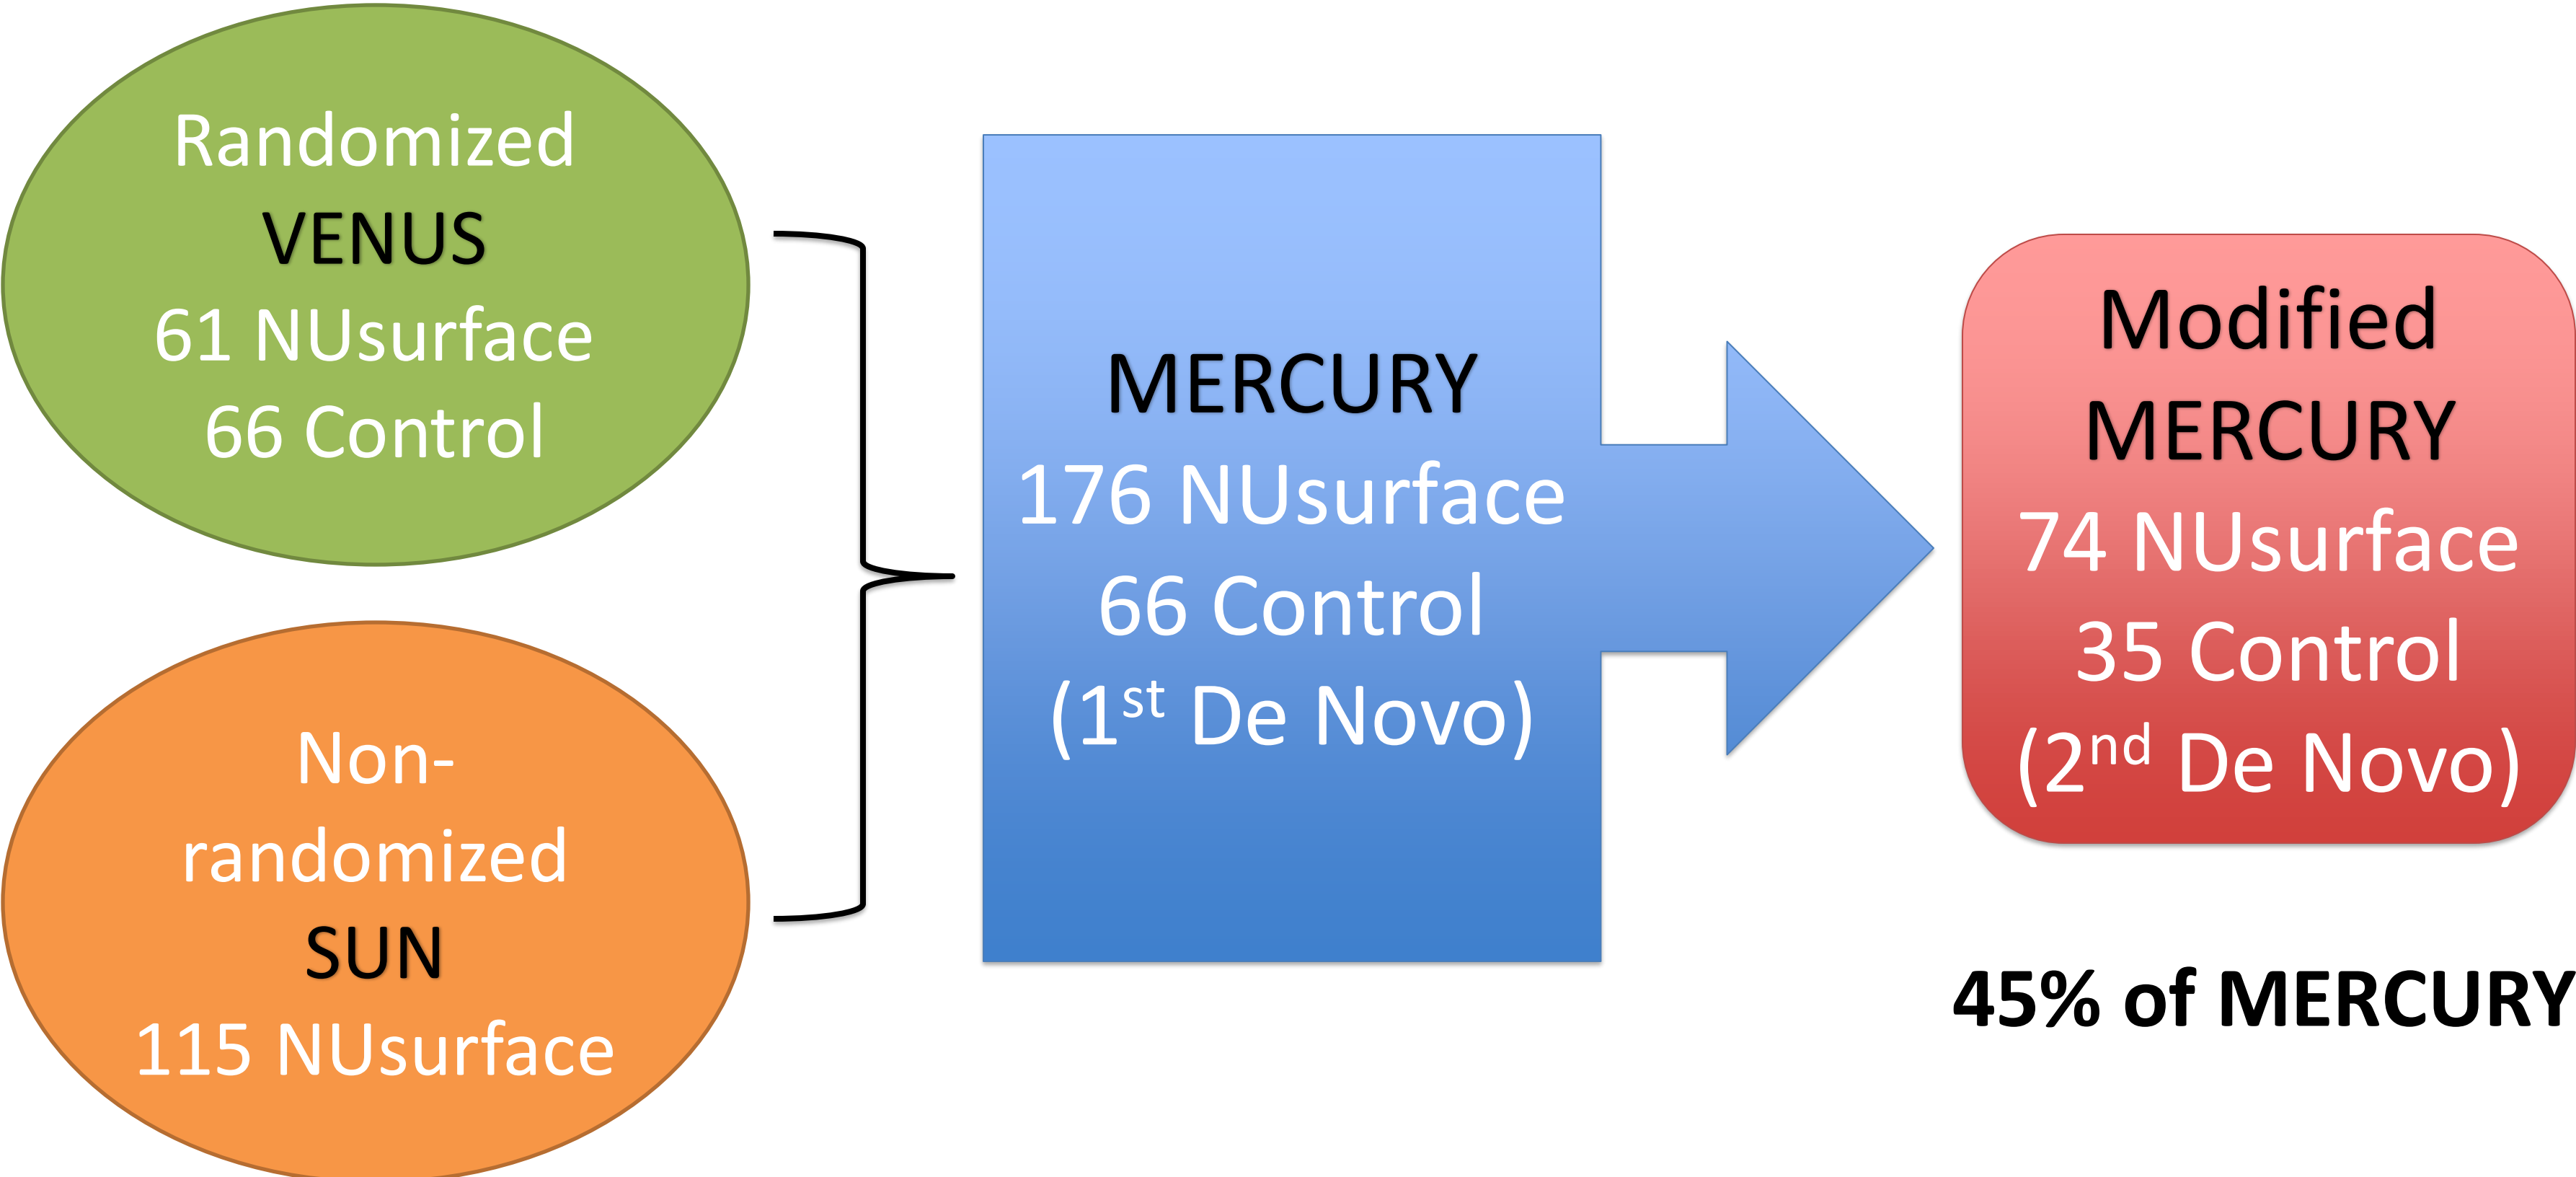 Randomized
VENUS
61 NUsurface
66 Control
Non-
randomized
SUN
115 NUsurface
MERCURY
176 NUsurface
66 Control
(1st De Novo)
Modified
MERCURY
74 NUsurface
35 Control
(2nd De Novo)
45% of MERCURY